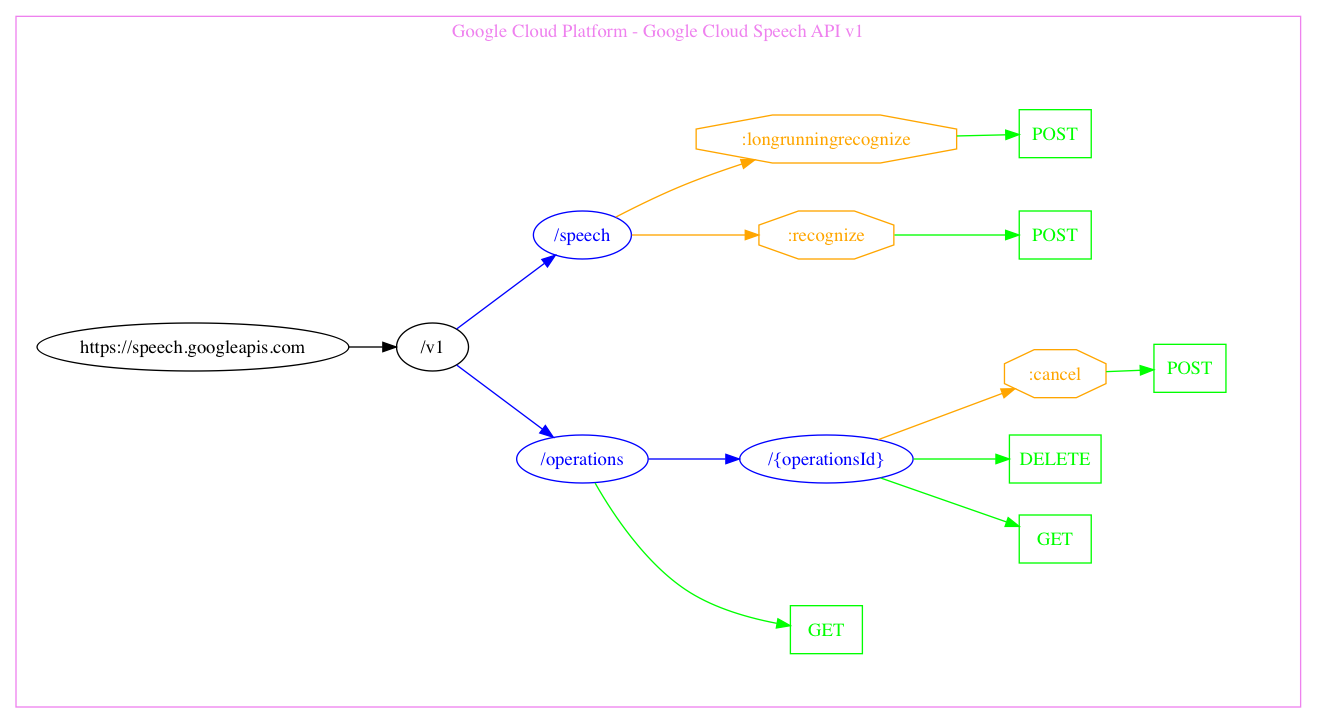 Google Cloud Platform - Google Cloud Speech API v1
:longrunningrecognize
POST
/speech
:recognize
POST
https://speech.googleapis.com
/v1
:cancel
POST
/operations
/{operationsId}
DELETE
GET
GET